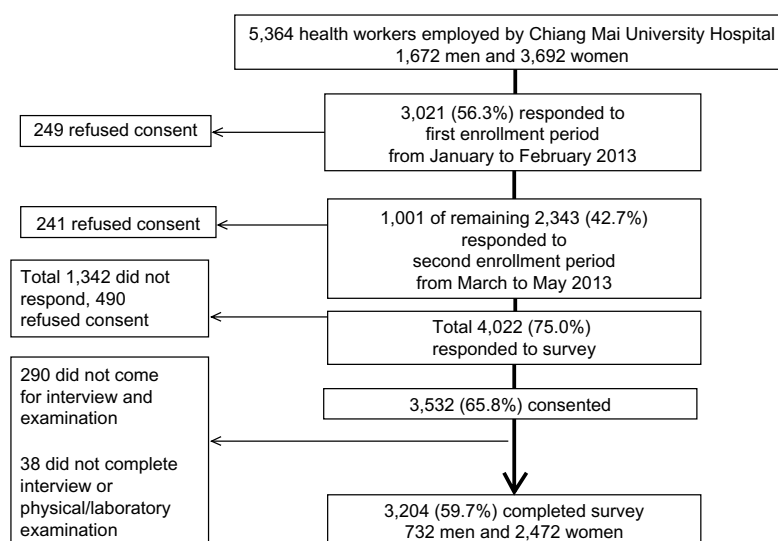 5,364 health workers employed by Chiang Mai University Hospital
1,672 men and 3,692 women
3,021 (56.3%) responded to
first enrollment period
from January to February 2013
249 refused consent
1,001 of remaining 2,343 (42.7%)
responded to
second enrollment period
from March to May 2013
241 refused consent
Total 1,342 did not
respond, 490
refused consent
Total 4,022 (75.0%)
responded to survey
290 did not come
for interview and
examination
38 did not complete
interview or
physical/laboratory
examination
3,532 (65.8%) consented
3,204 (59.7%) completed survey
732 men and 2,472 women